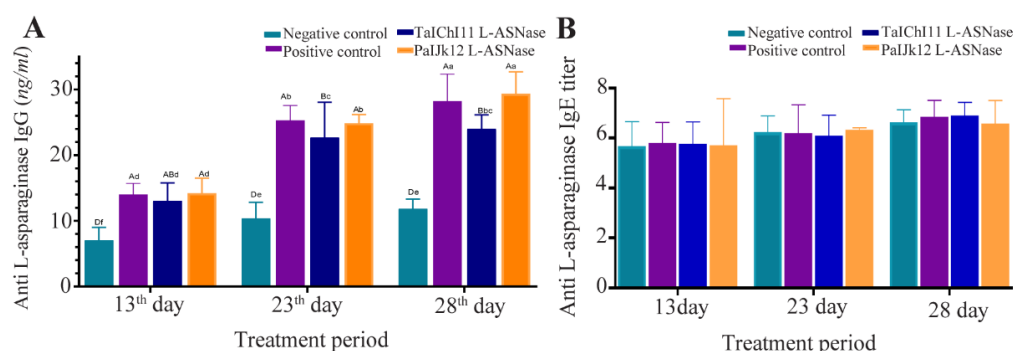 A
Negative control TaIChI11 L-ASNase
Positive control PaIJk12 L-ASNase
Anti L-asparaginase IgG (ng/ml)
30
20
10
0
Df Ad ABd Ad
De Ab Bc Ab
De Aa Bbc Aa
13th day 23th day 28th day
Treatment period
B
Negative control TaIChI11 L-ASNase
Positive control PaIJk12 L-ASNase
Anti L-asparaginase IgE titer
8
6
4
2
0
13day 23 day 28 day
Treatment period